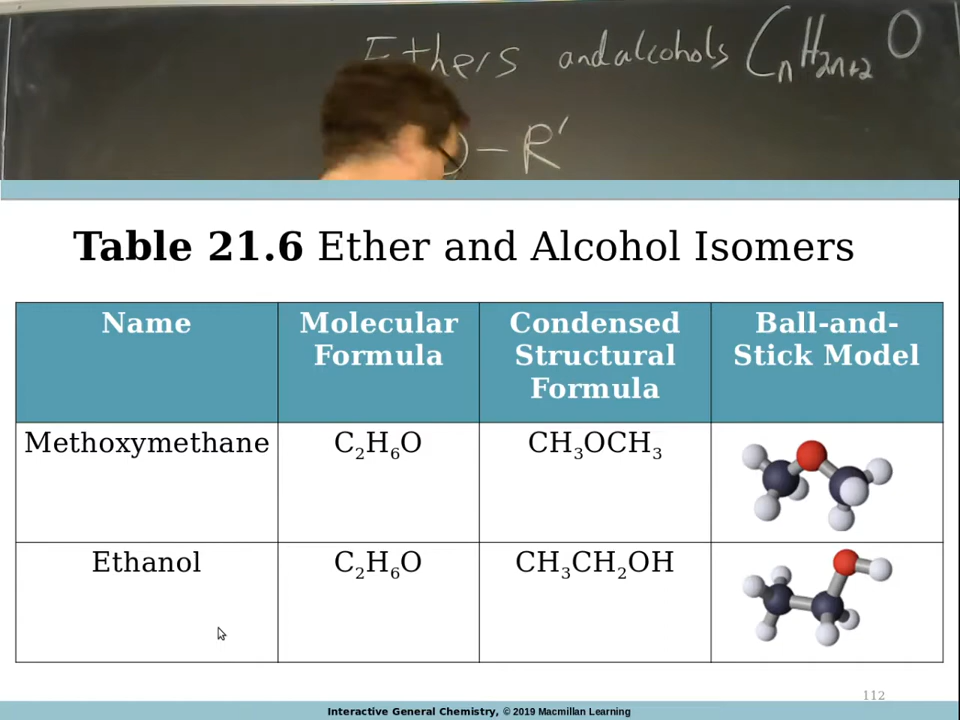 Ethers and alcohols CnH2n+2 O
– R′
Table 21.6 Ether and Alcohol Isomers
Name
Molecular
Formula
Condensed
Structural
Formula
Ball-and-
Stick Model
Methoxymethane
C₂H₆O
CH₃OCH₃
Ethanol
C₂H₆O
CH₃CH₂OH
112
Interactive General Chemistry, © 2019 Macmillan Learning